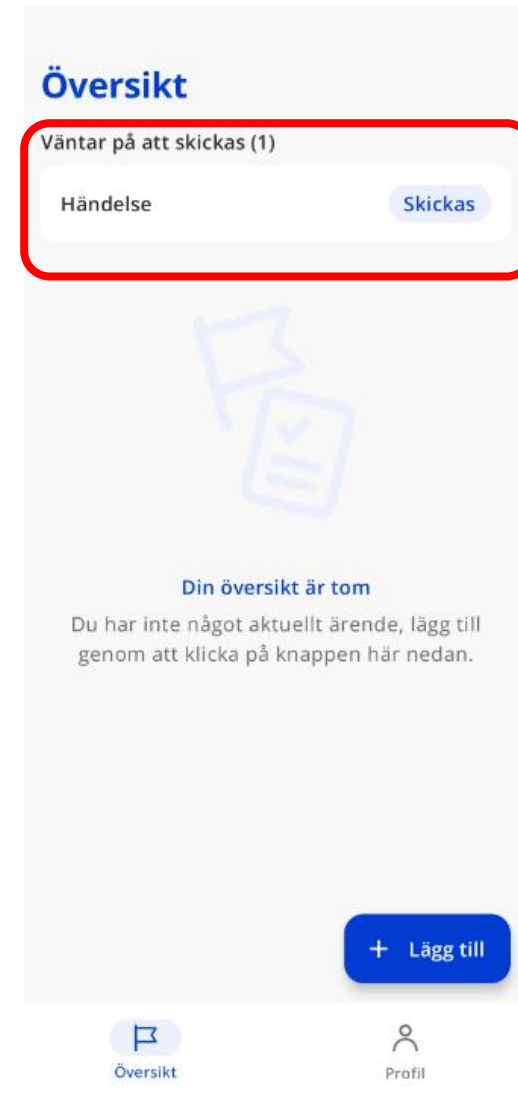 Översikt
Väntar på att skickas (1)
Händelse
Skickas
Din översikt är tom
Du har inte något aktuellt ärende, lägg till
genom att klicka på knappen här nedan.
+ Lägg till
Översikt
Profil